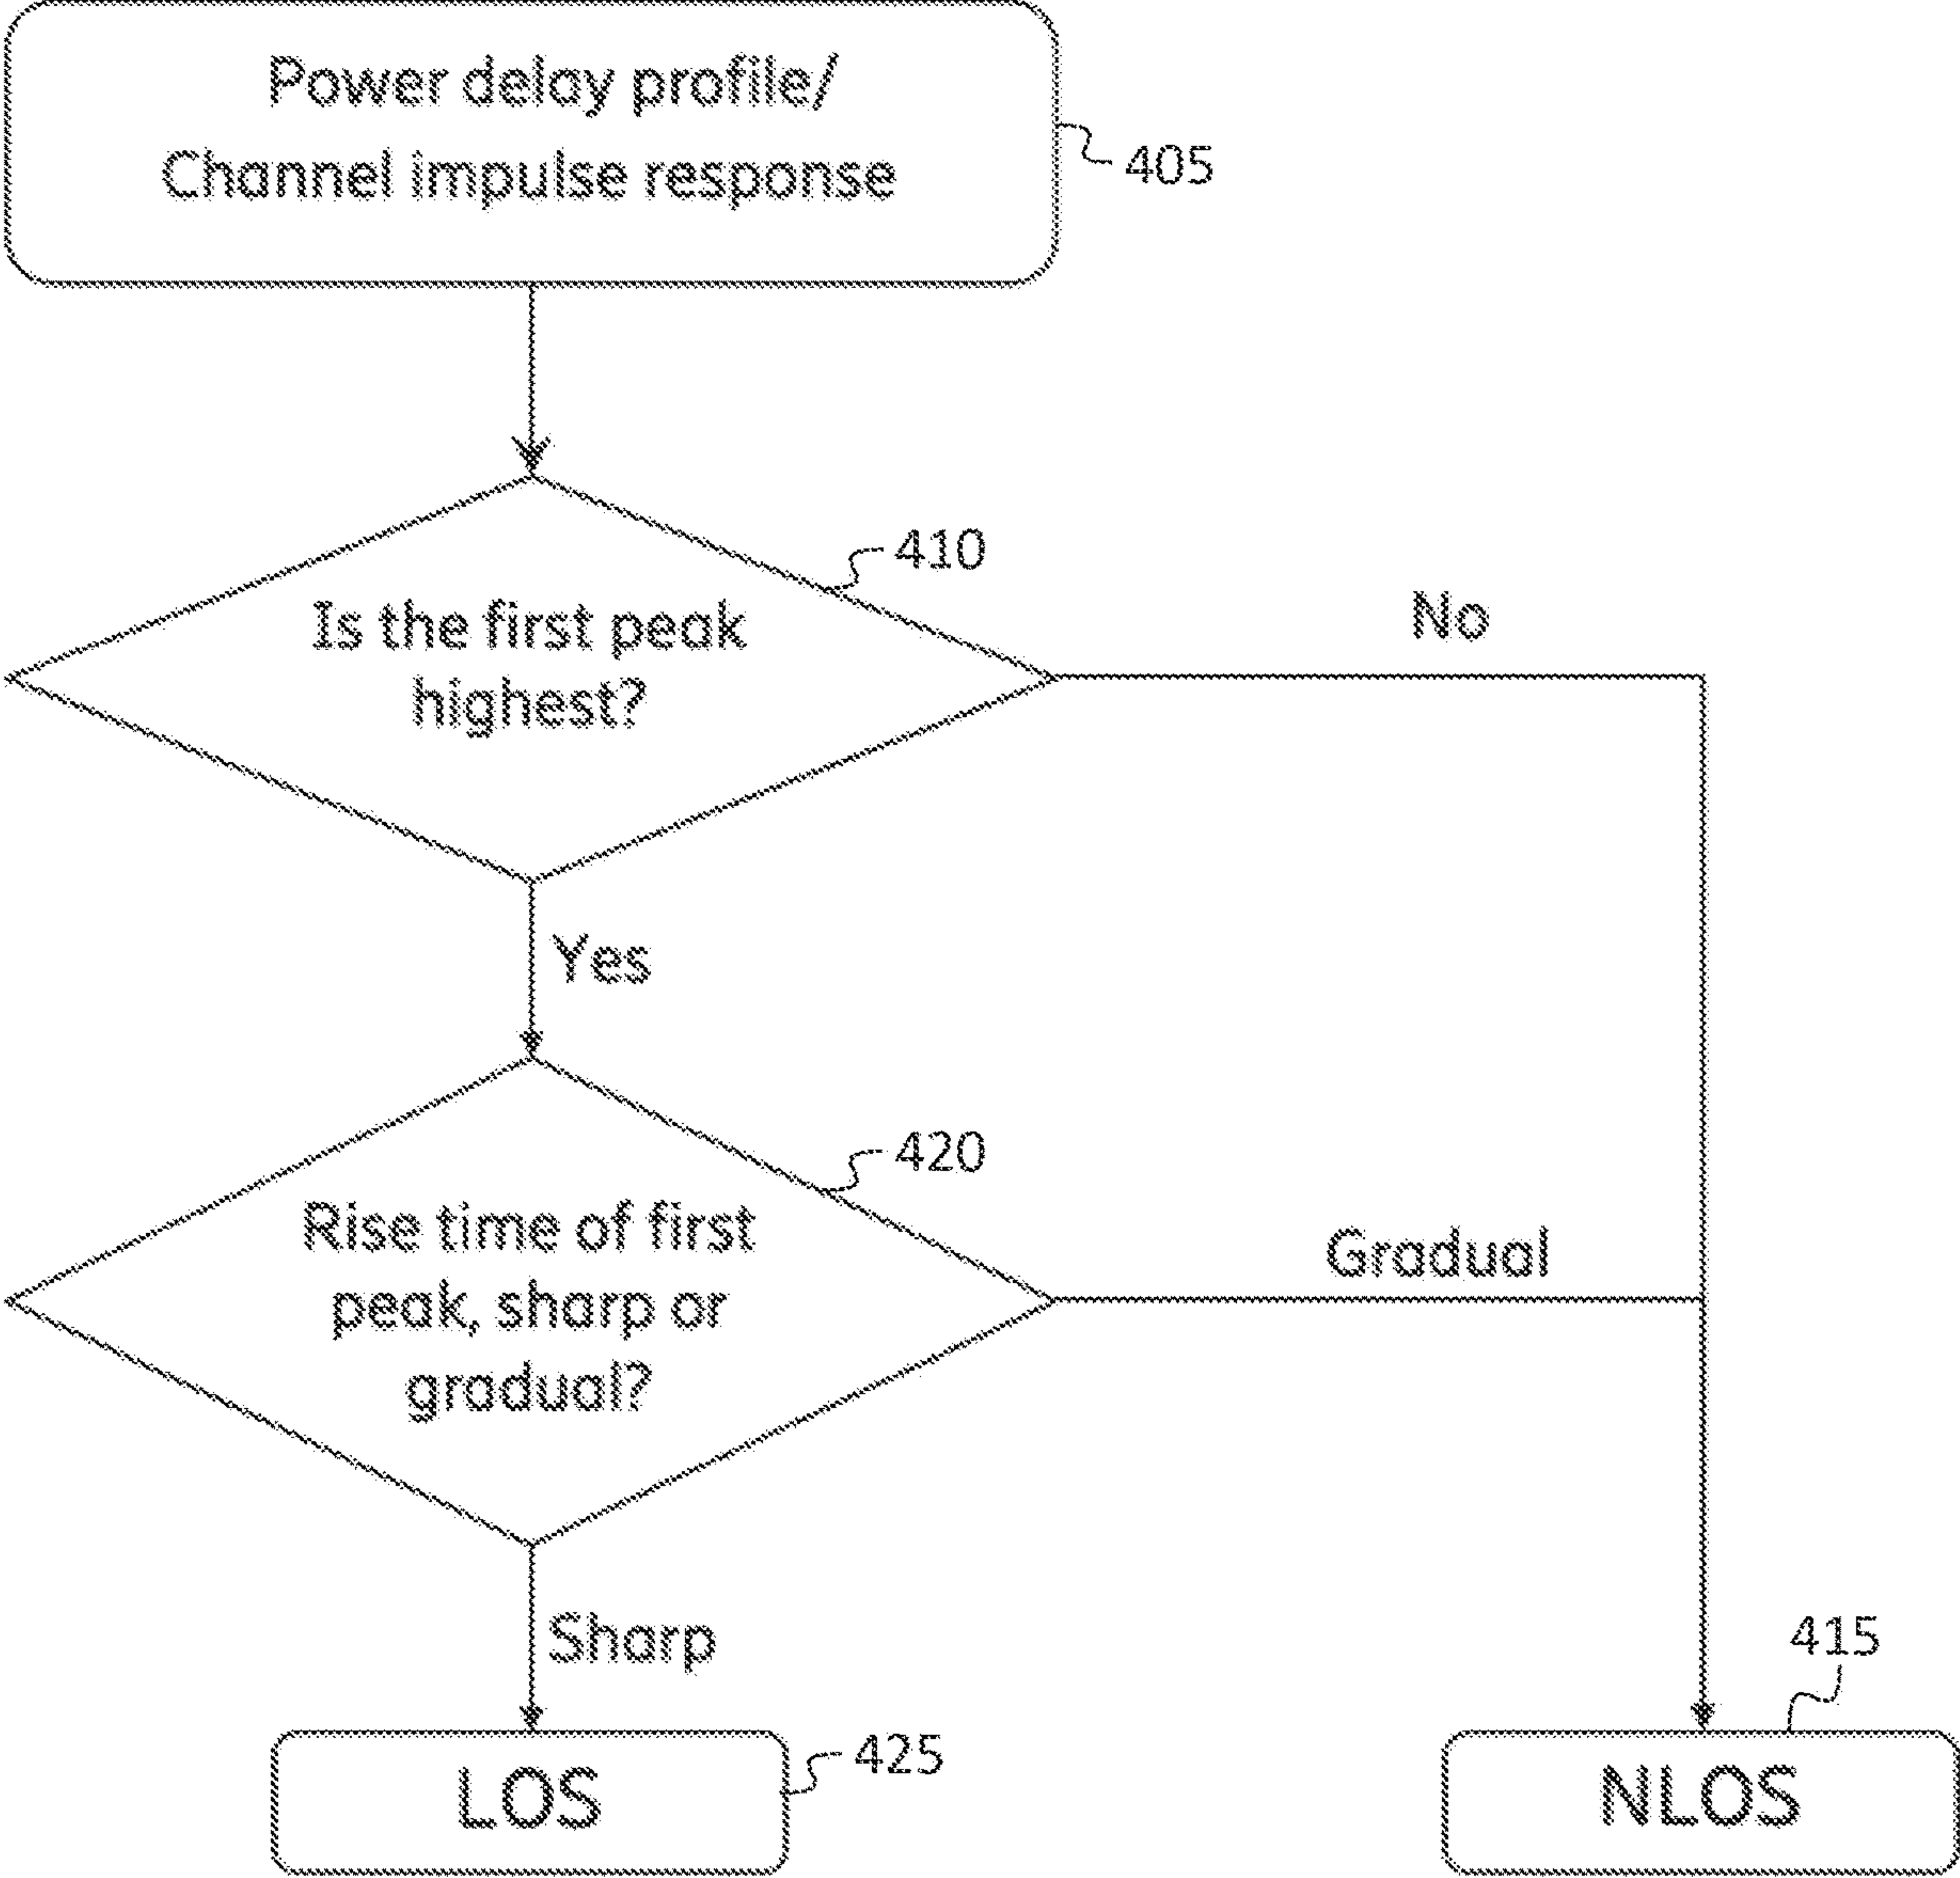 Power delay profile/
Channel impulse response
405
410
Is the first peak
highest?
No
Yes
420
Rise time of first
peak, sharp or
gradual?
Gradual
Sharp
415
LOS
425
NLOS